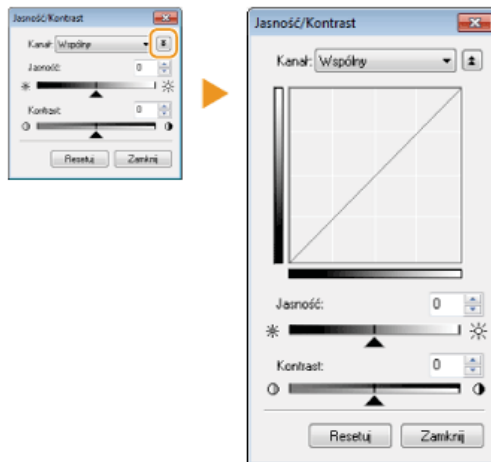 Jasność/Kontrast
Kanał: Wspólny
Jasność: 0
Kontrast: 0
Resetuj Zamknij
Jasność/Kontrast
Kanał: Wspólny
Jasność: 0
Kontrast: 0
Resetuj Zamknij